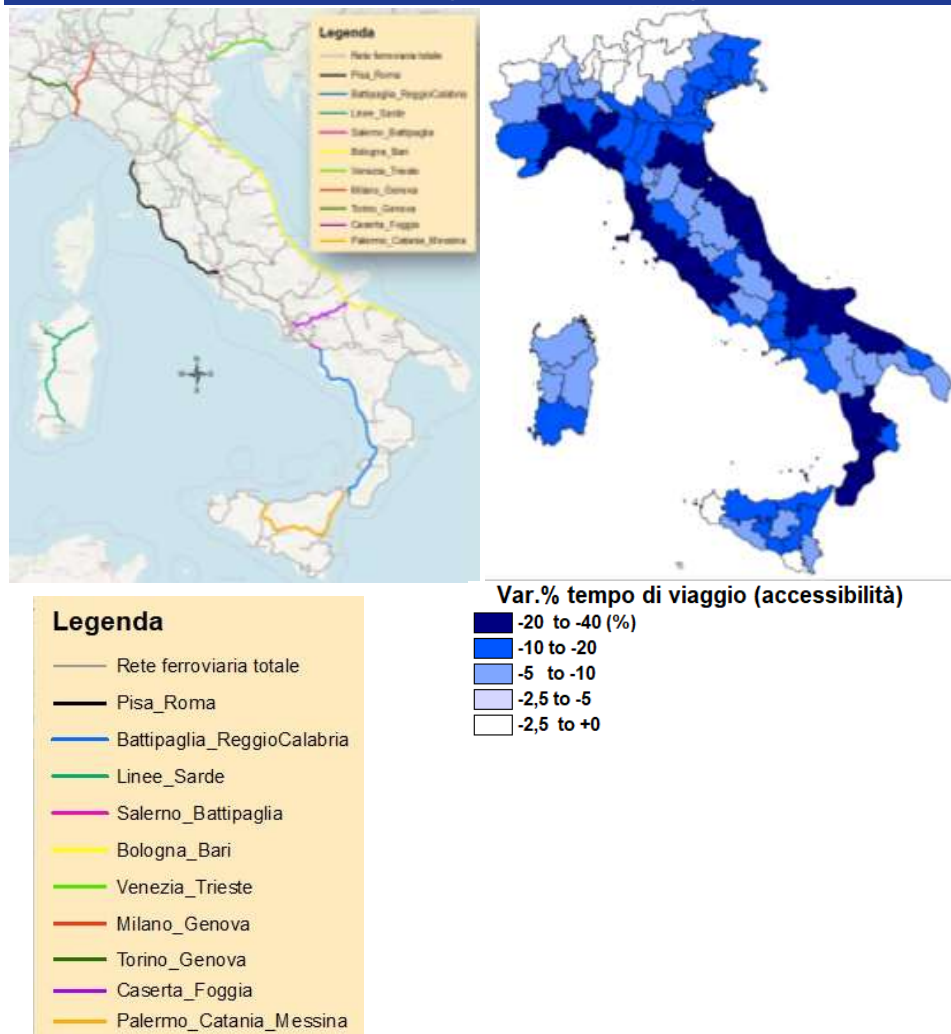 Legenda
Rete ferroviaria totale
Pisa_Roma
Battipaglia_ReggioCalabria
Linee_Sarde
Salerno_Battipaglia
Bologna_Bari
Venezia_Trieste
Milano_Genova
Torino_Genova
Caserta_Foggia
Palermo_Catania_Messina
Var.% tempo di viaggio (accessibilità)
-20 to -40 (%)
-10 to -20
-5 to -10
-2,5 to -5
-2,5 to +0
Legenda
Rete ferroviaria totale
Pisa_Roma
Battipaglia_ReggioCalabria
Linee_Sarde
Salerno_Battipaglia
Bologna_Bari
Venezia_Trieste
Milano_Genova
Torino_Genova
Caserta_Foggia
Palermo_Catania_Messina